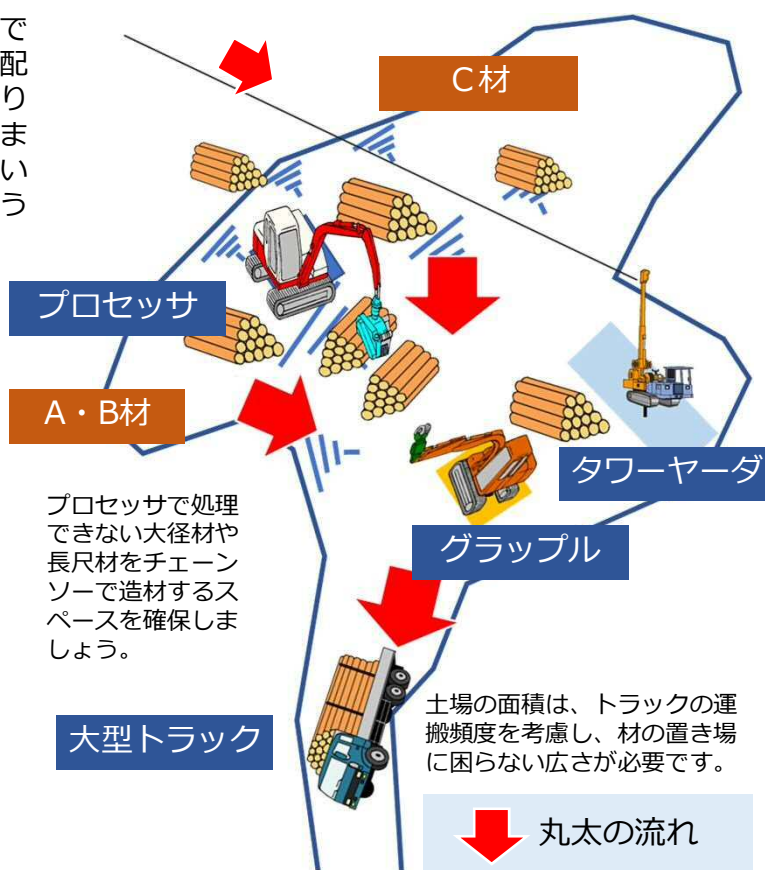 で
配
り
ま
い
う
C材
プロセッサ
A・B材
タワーヤーダ
グラップル
プロセッサで処理
できない大径材や
長尺材をチェーン
ソーで造材するス
ペースを確保しま
しょう。
大型トラック
土場の面積は、トラックの運
搬頻度を考慮し、材の置き場
に困らない広さが必要です。
丸太の流れ